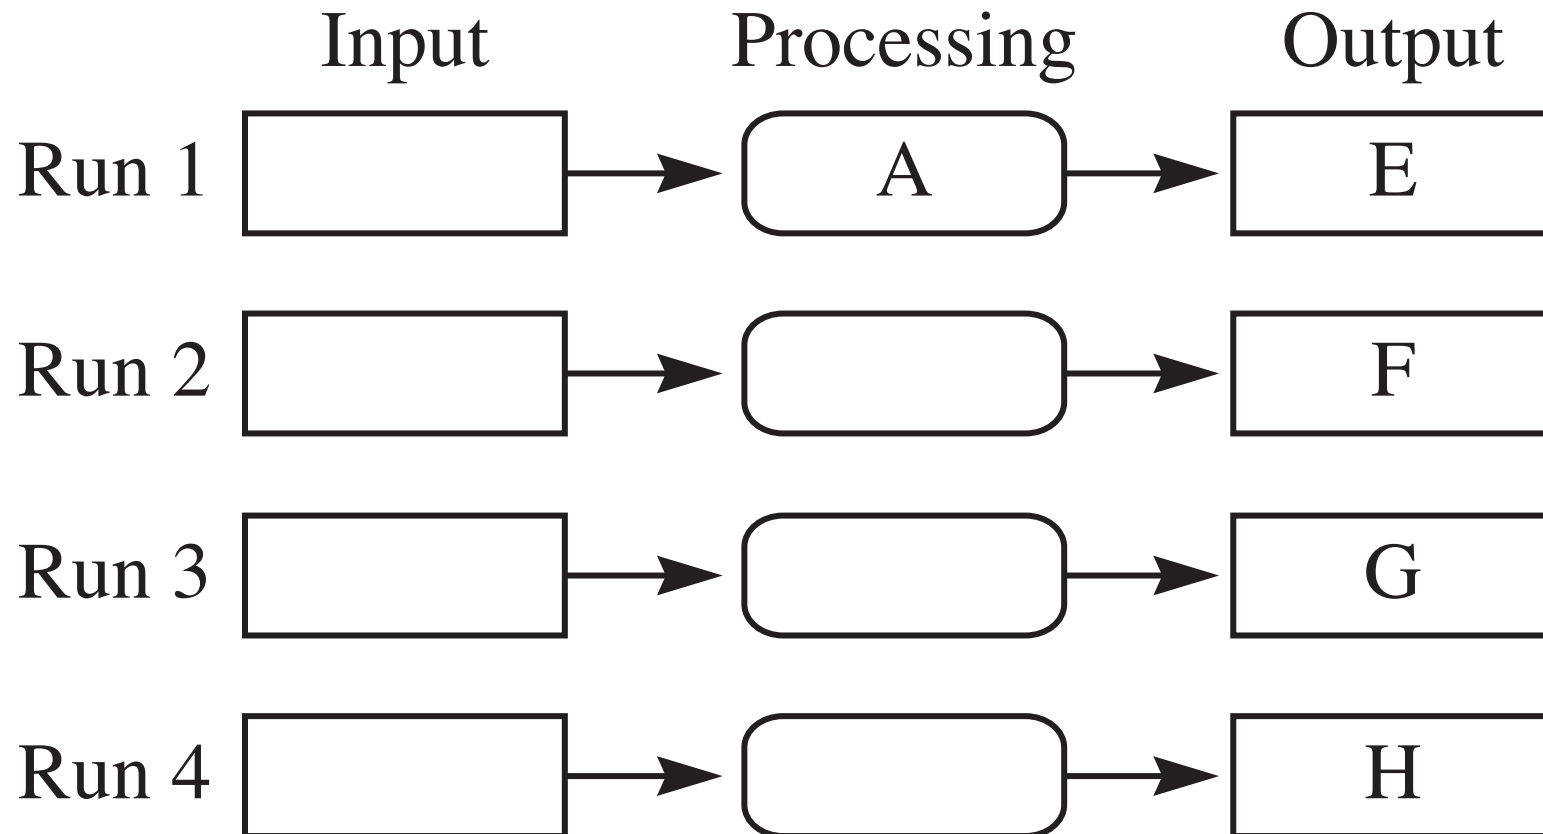 Input Processing Output
Run 1 A E
Run 2 F
Run 3 G
Run 4 H